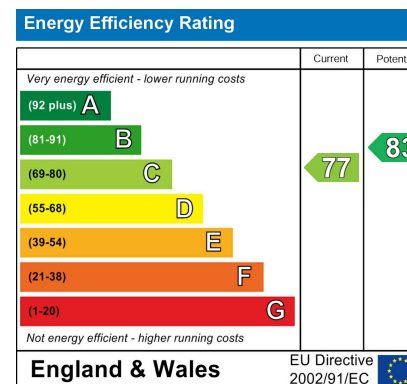 Energy Efficiency Rating
Current Potent
Very energy efficient - lower running costs
(92 plus) A
(81-91) B
(69-80) C
(55-68) D
(39-54) E
(21-38) F
(1-20) G
77
83
Not energy efficient - higher running costs
England & Wales
EU Directive
2002/91/EC